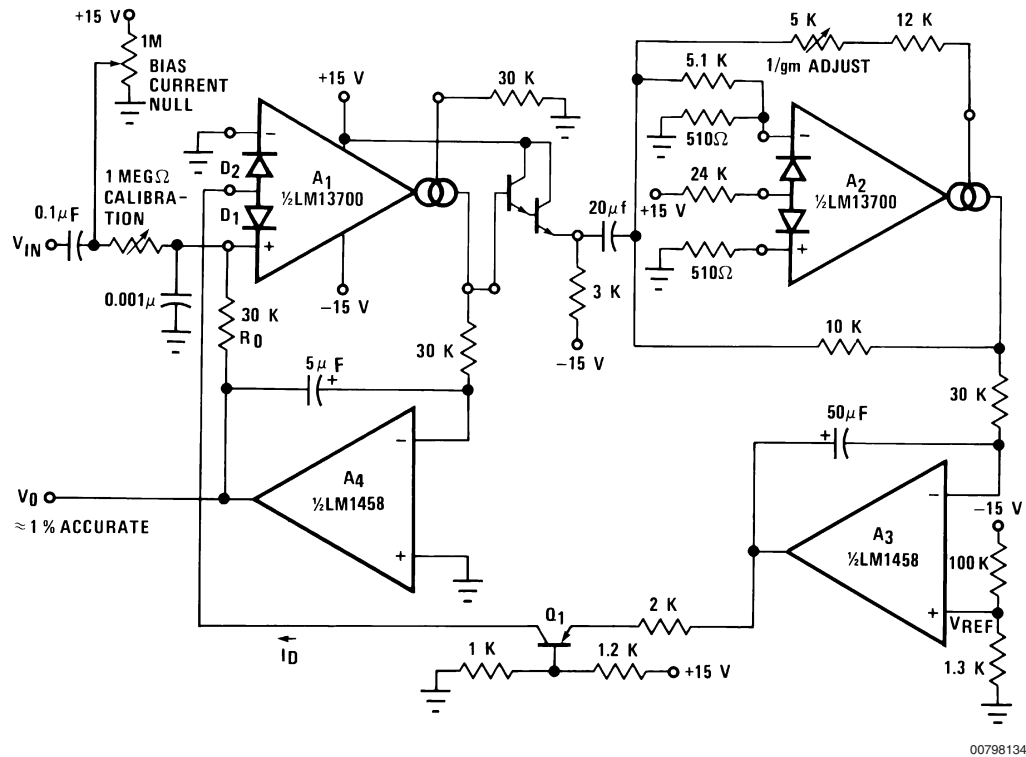 +15 V
1M
BIAS
CURRENT
NULL
+15 V
30 K
5 K
12 K
1/gm ADJUST
5.1 K
510Ω
24 K
+15 V
510Ω
−
A2
½LM13700
+
−
D2
D1
A1
½LM13700
+
1 MEGΩ
CALIBRA-
TION
0.1µF
VIN
0.001µ
−15 V
20µf
3 K
−15 V
30 K
RO
30 K
10 K
30 K
5µF
+
50µF
+
−
A4
½LM1458
+
VO
≈1% ACCURATE
−
A3
½LM1458
+
−15 V
100K
VREF
1.3 K
Q1
2 K
ID
1 K
1.2 K
+15 V
00798134